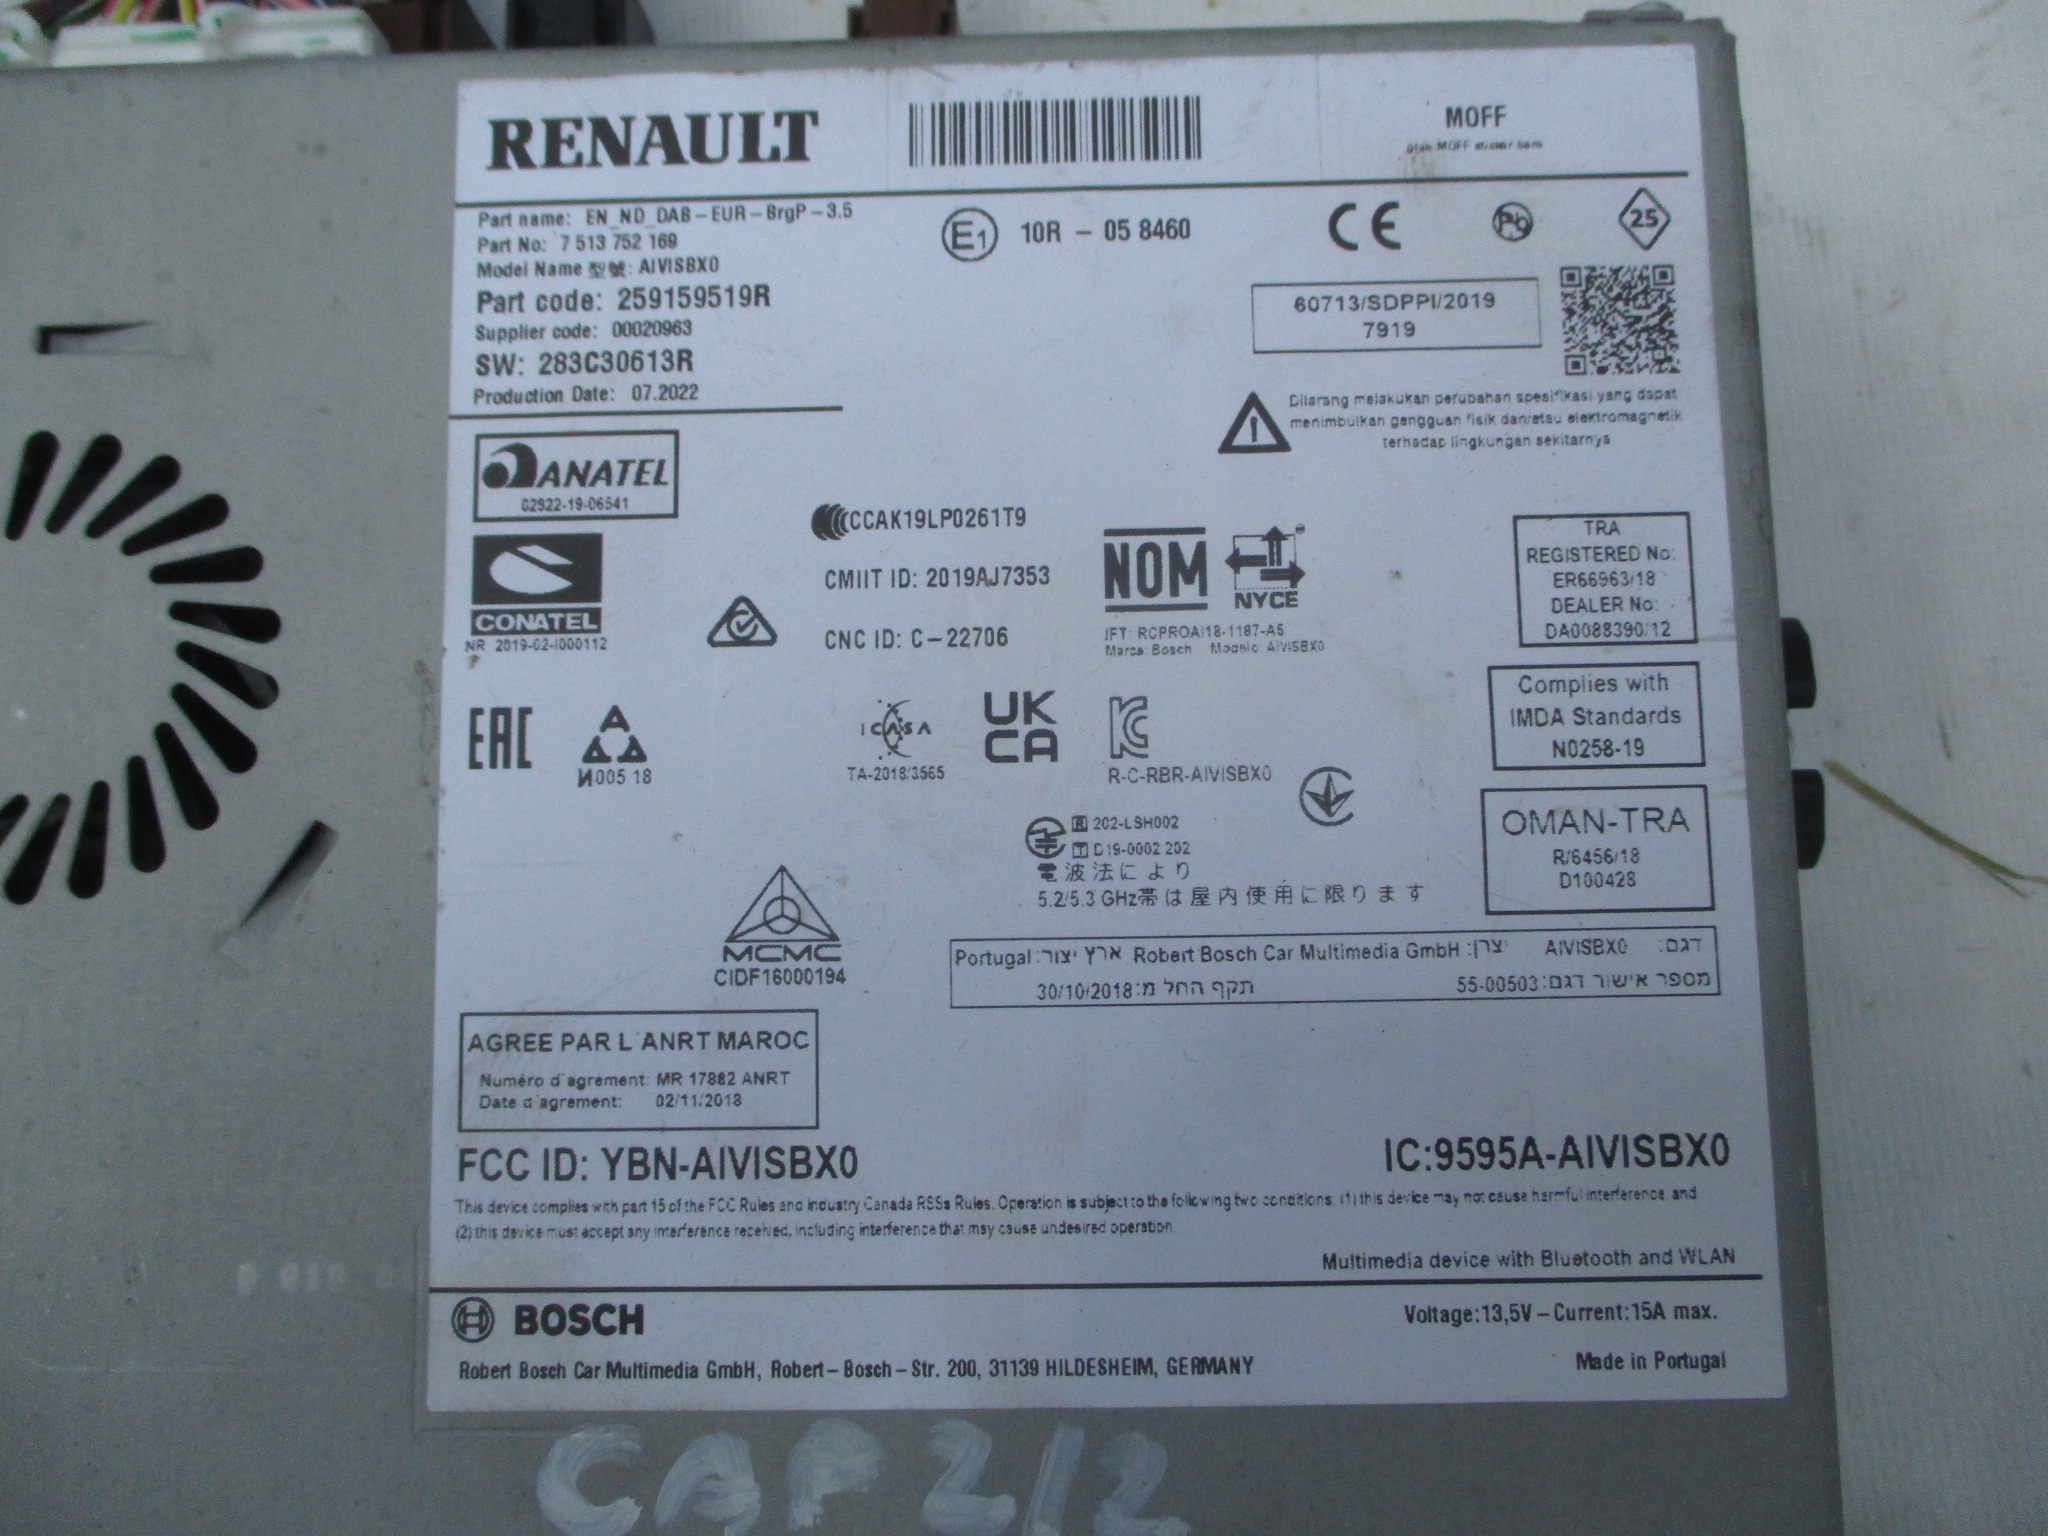 RENAULT
MOFF
glue MOFF sticker here
Part name: EN_ND_DAB-EUR-BrgP-3.5
Part No: 7 513 752 169
Model Name 型號: AIVISBX0
Part code: 259159519R
Supplier code: 00020963
SW: 283C30613R
Production Date: 07.2022
E1 10R - 05 8460
CE
Pb
25
60713/SDPPI/2019
7919
Dilarang melakukan perubahan spesifikasi yang dapat
menimbulkan gangguan fisik dan/atau elektromagnetik
terhadap lingkungan sekitarnya
ANATEL
02922-19-06541
CONATEL
NR 2019-02-I000112
CCAK19LP0261T9
CMIIT ID: 2019AJ7353
CNC ID: C-22706
NOM
NYCE
IFT: RCPROAI18-1187-A5
Marca: Bosch Modelo: AIVISBX0
TRA
REGISTERED No:
ER66963/18
DEALER No:
DA0088390/12
EAC
И005 18
ICASA
TA-2018/3565
UK
CA
R-C-RBR-AIVISBX0
Complies with
IMDA Standards
N0258-19
R 202-LSH002
T D19-0002 202
電波法により
5.2/5.3 GHz帯は屋内使用に限ります
OMAN-TRA
R/6456/18
D100428
MCMC
CIDF16000194
דגם: AIVISBX0 יצרן: Robert Bosch Car Multimedia GmbH ארץ יצור: Portugal
מספר אישור דגם: 55-00503 תקף החל מ: 30/10/2018
AGREE PAR L'ANRT MAROC
Numéro d'agrement: MR 17882 ANRT
Date d'agrement: 02/11/2018
FCC ID: YBN-AIVISBX0
IC:9595A-AIVISBX0
This device complies with part 15 of the FCC Rules and Industry Canada RSSs Rules. Operation is subject to the following two conditions: (1) this device may not cause harmful interference, and
(2) this device must accept any interference received, including interference that may cause undesired operation.
Multimedia device with Bluetooth and WLAN
BOSCH
Voltage:13,5V-Current:15A max.
Robert Bosch Car Multimedia GmbH, Robert-Bosch-Str. 200, 31139 HILDESHEIM, GERMANY
Made in Portugal
CAP 2/2